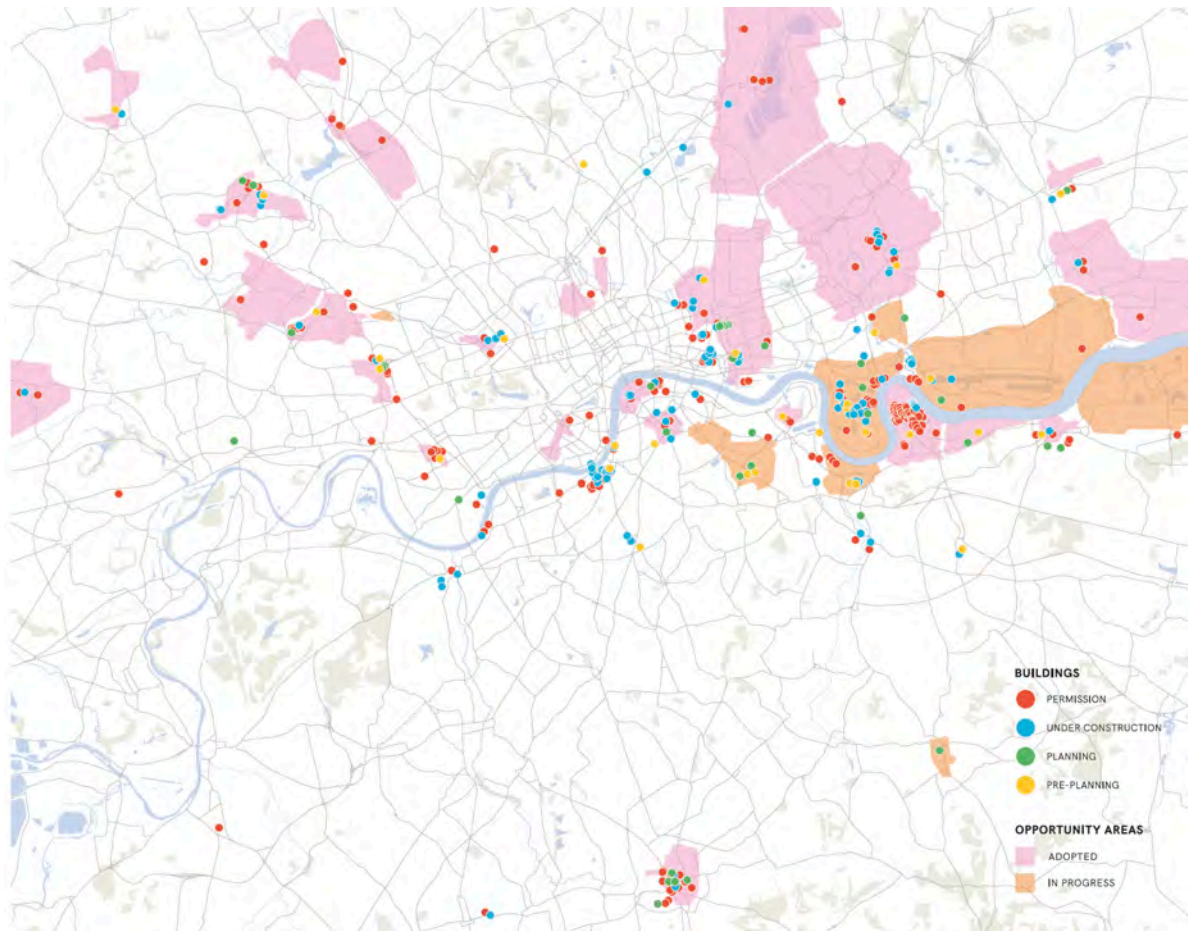 BUILDINGS
PERMISSION
UNDER CONSTRUCTION
PLANNING
PRE-PLANNING
OPPORTUNITY AREAS
ADOPTED
IN PROGRESS